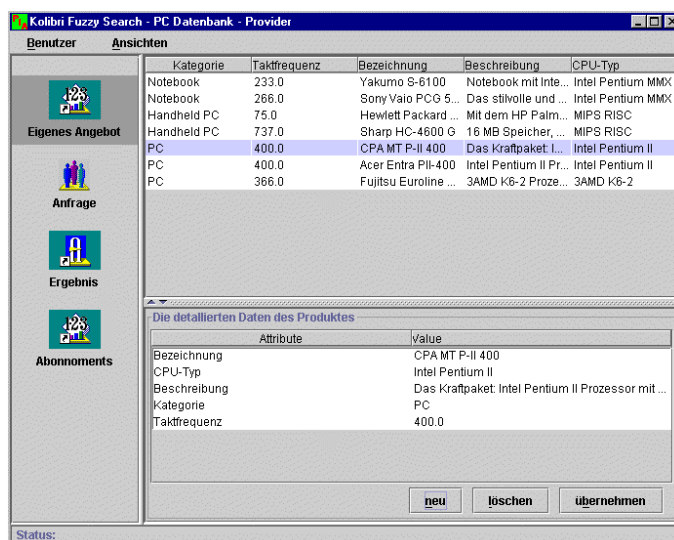 Kolibri Fuzzy Search - PC Datenbank - Provider
Benutzer Ansichten
Eigenes Angebot
Anfrage
Ergebnis
Abonnoments
Kategorie Taktfrequenz Bezeichnung Beschreibung CPU-Typ
Notebook 233.0 Yakumo S-6100 Notebook mit Inte... Intel Pentium MMX
Notebook 266.0 Sony Vaio PCG 5... Das stilvolle und ... Intel Pentium MMX
Handheld PC 75.0 Hewlett Packard ... Mit dem HP Palm... MIPS RISC
Handheld PC 737.0 Sharp HC-4600 G 16 MB Speicher, ... MIPS RISC
PC 400.0 CPA MT P-II 400 Das Kraftpaket: I... Intel Pentium II
PC 400.0 Acer Entra PII-400 Intel Pentium II Pr... Intel Pentium II
PC 366.0 Fujitsu Euroline ... 3AMD K6-2 Proze... 3AMD K6-2
Die detallierten Daten des Produktes
Attribute Value
Bezeichnung CPA MT P-II 400
CPU-Typ Intel Pentium II
Beschreibung Das Kraftpaket: Intel Pentium II Prozessor mit ...
Kategorie PC
Taktfrequenz 400.0
neu löschen übernehmen
Status: